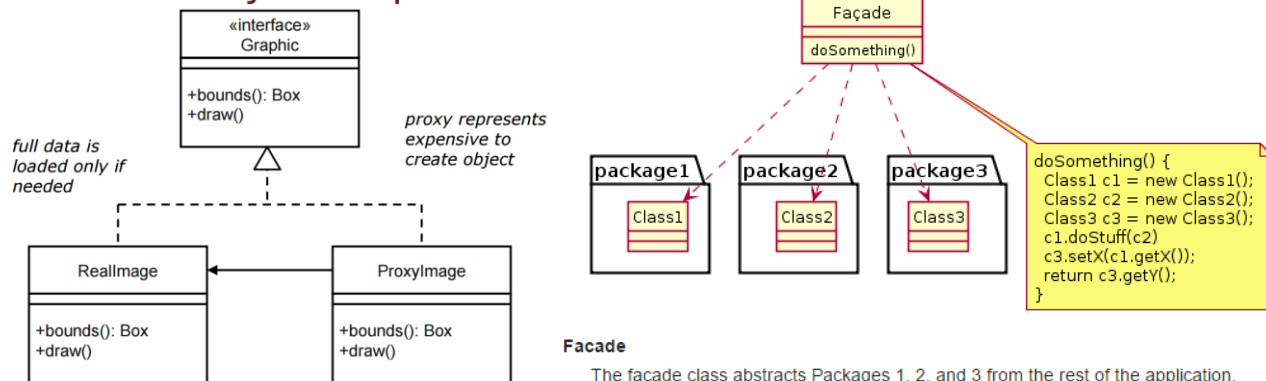 «interface»
Graphic
+bounds(): Box
+draw()
full data is
loaded only if
needed
proxy represents
expensive to
create object
RealImage
+bounds(): Box
+draw()
ProxyImage
+bounds(): Box
+draw()
Façade
doSomething()
package1
Class1
package2
Class2
package3
Class3
doSomething() {
Class1 c1 = new Class1();
Class2 c2 = new Class2();
Class3 c3 = new Class3();
c1.doStuff(c2)
c3.setX(c1.getX());
return c3.getY();
}
Facade
The facade class abstracts Packages 1, 2, and 3 from the rest of the application.